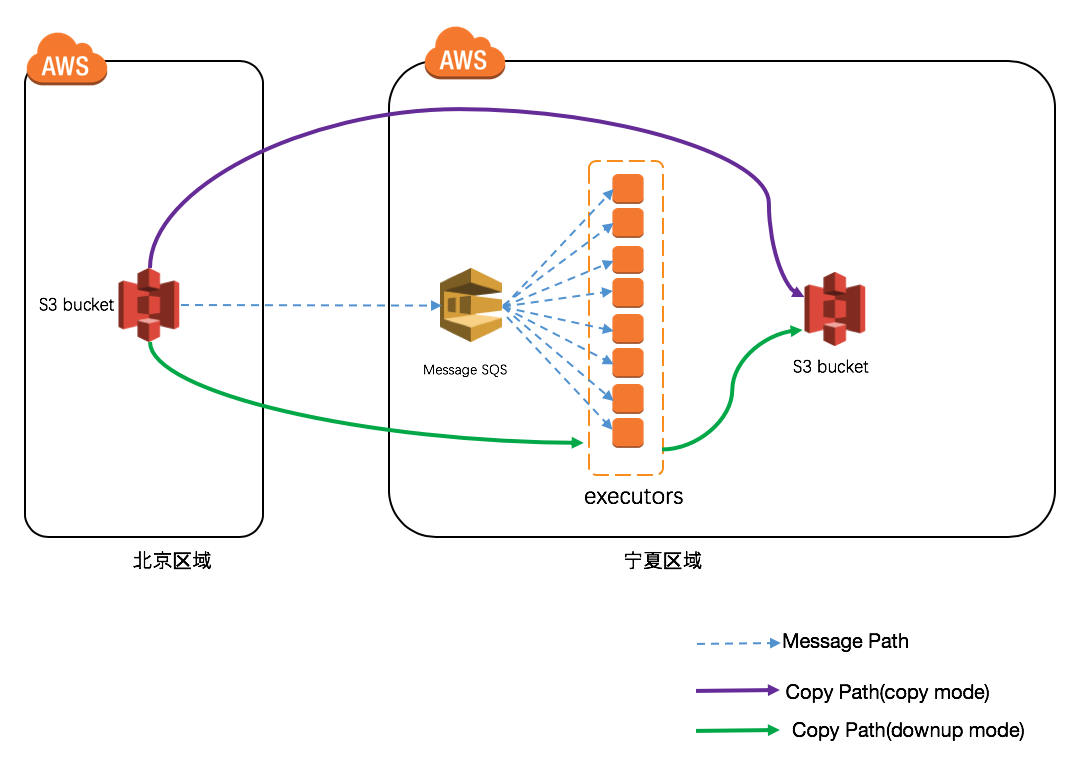 AWS
AWS
S3 bucket
Message SQS
S3 bucket
executors
北京区域
宁夏区域
Message Path
Copy Path(copy mode)
Copy Path(downup mode)